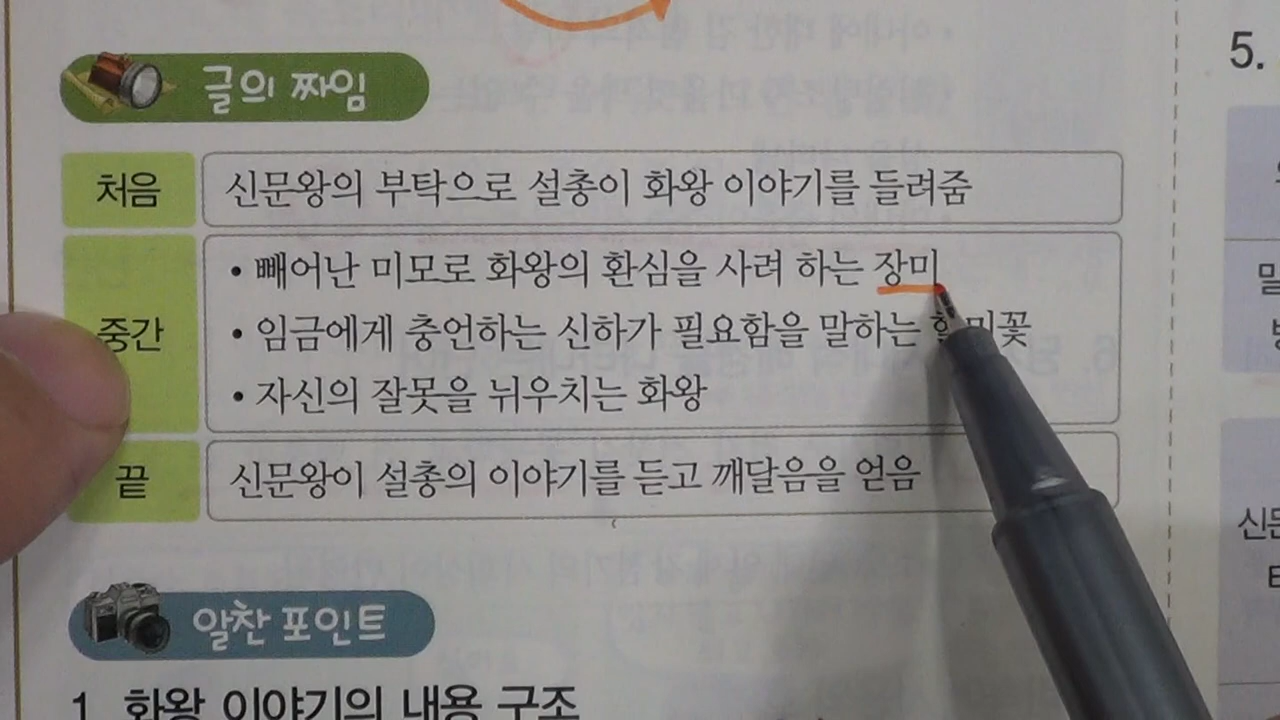 글의 짜임
처음
신문왕의 부탁으로 설총이 화왕 이야기를 들려줌
중간
• 빼어난 미모로 화왕의 환심을 사려 하는 장미
• 임금에게 충언하는 신하가 필요함을 말하는 할미꽃
• 자신의 잘못을 뉘우치는 화왕
끝
신문왕이 설총의 이야기를 듣고 깨달음을 얻음
알찬 포인트
1. 화왕 이야기의 내용 구조
5.
신문